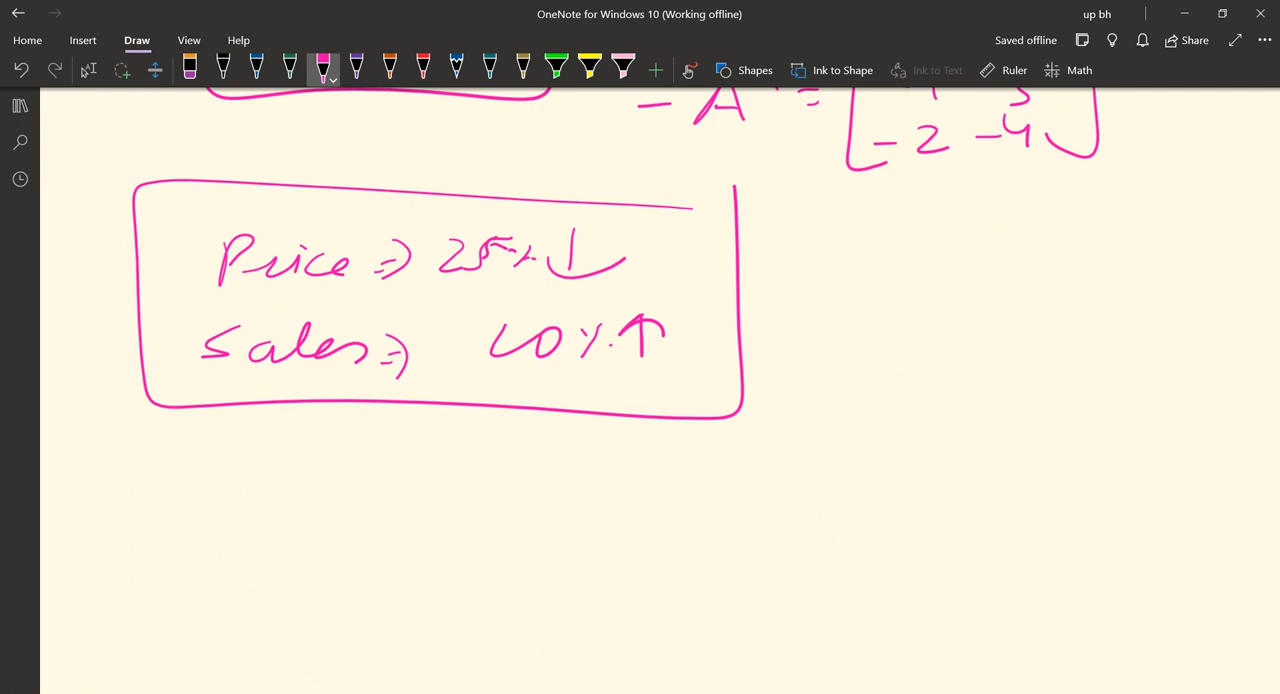 OneNote for Windows 10 (Working offline)
up bh
Home Insert Draw View Help
Saved offline
Share
Shapes
Ink to Shape
Ink to Text
Ruler
Math
- A
- 2 - 4
Price => 25% ↓
Sales => 40% ↑